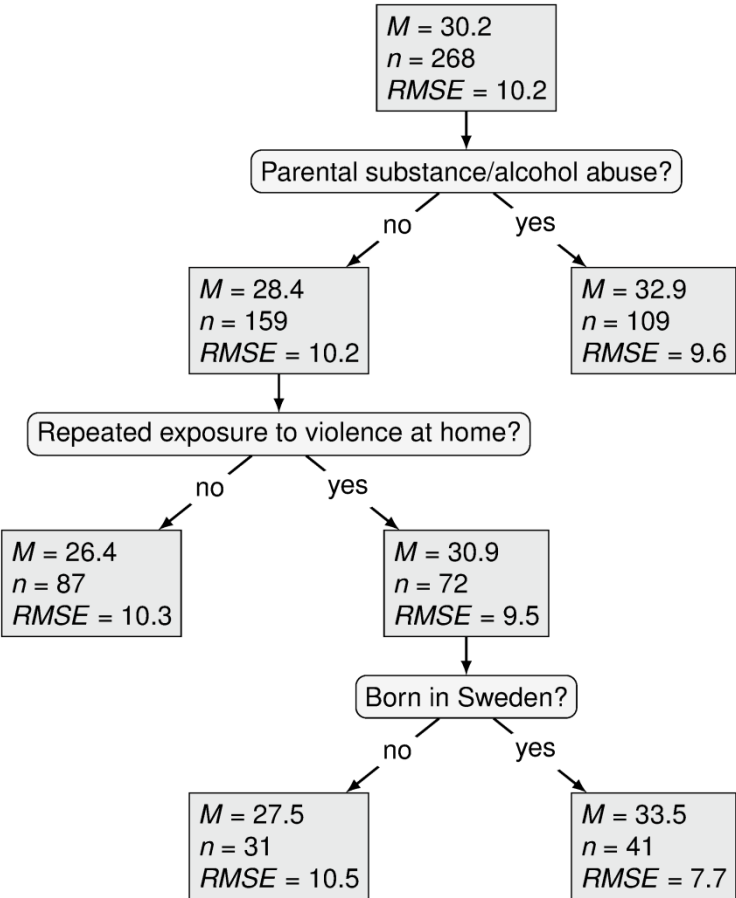 M = 30.2
n = 268
RMSE = 10.2
Parental substance/alcohol abuse?
no
yes
M = 28.4
n = 159
RMSE = 10.2
M = 32.9
n = 109
RMSE = 9.6
Repeated exposure to violence at home?
no
yes
M = 26.4
n = 87
RMSE = 10.3
M = 30.9
n = 72
RMSE = 9.5
Born in Sweden?
no
yes
M = 27.5
n = 31
RMSE = 10.5
M = 33.5
n = 41
RMSE = 7.7